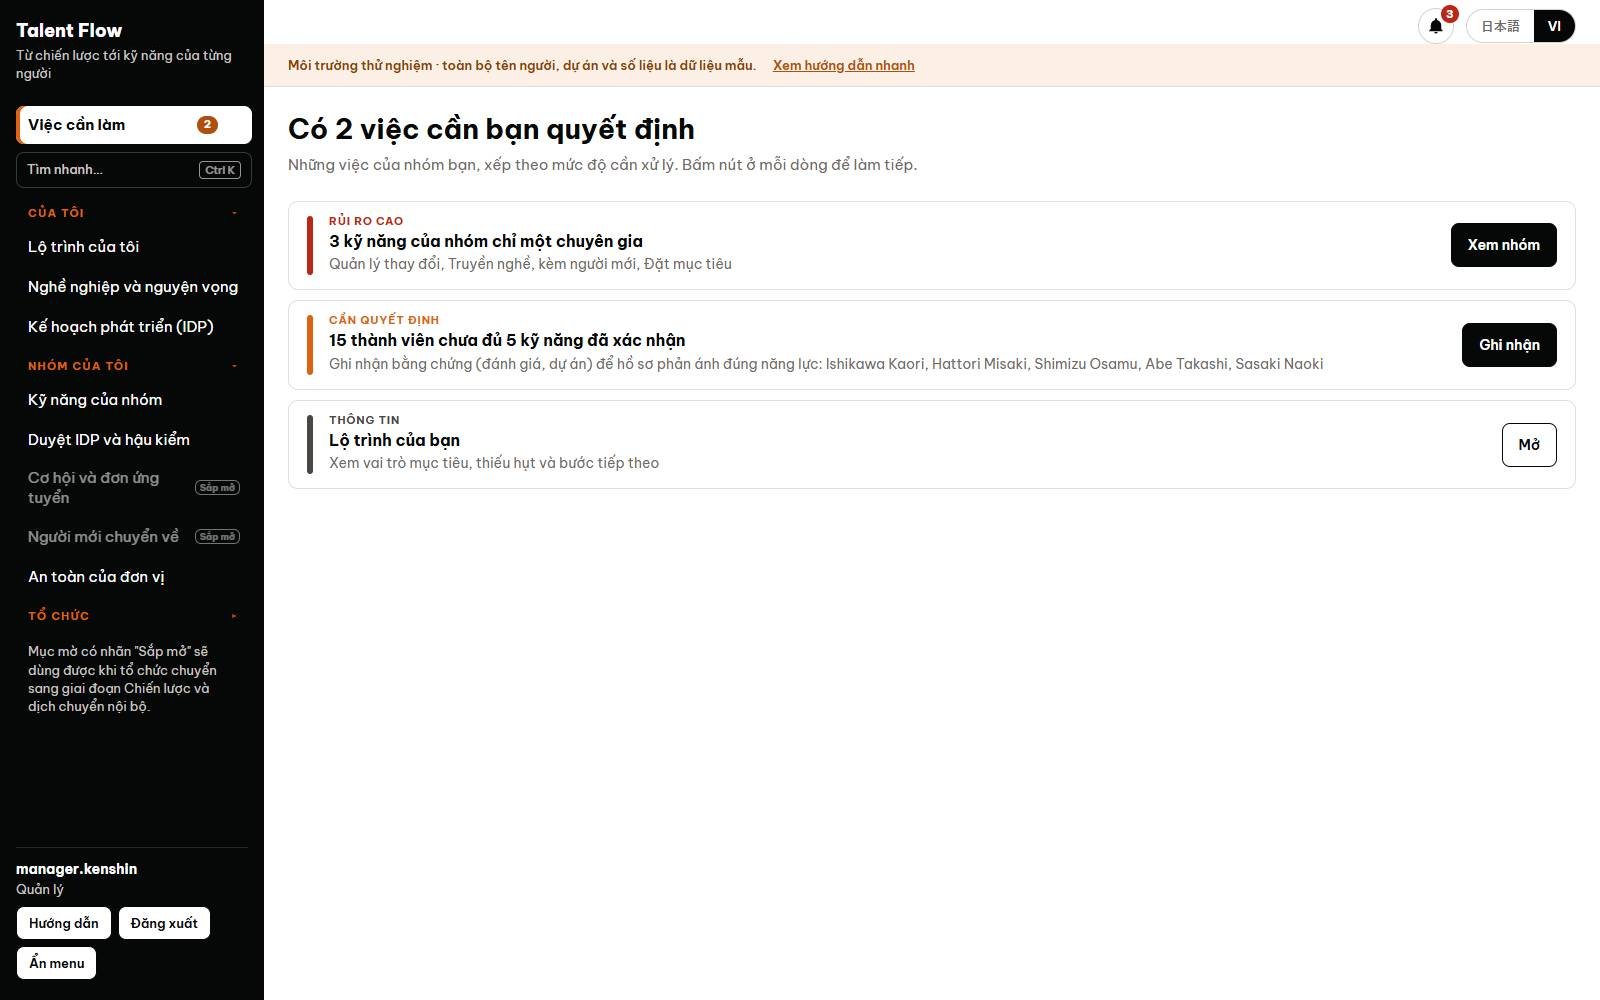 Talent Flow
Từ chiến lược tới kỹ năng của từng
người
Việc cần làm 2
Tìm nhanh... Ctrl K
CỦA TÔI
Lộ trình của tôi
Nghề nghiệp và nguyện vọng
Kế hoạch phát triển (IDP)
NHÓM CỦA TÔI
Kỹ năng của nhóm
Duyệt IDP và hậu kiểm
Cơ hội và đơn ứng
tuyển
Sắp mở
Người mới chuyển về Sắp mở
An toàn của đơn vị
TỔ CHỨC
Mục mờ có nhãn "Sắp mở" sẽ
dùng được khi tổ chức chuyển
sang giai đoạn Chiến lược và
dịch chuyển nội bộ.
manager.kenshin
Quản lý
Hướng dẫn Đăng xuất
Ẩn menu
3 日本語 VI
Môi trường thử nghiệm · toàn bộ tên người, dự án và số liệu là dữ liệu mẫu. Xem hướng dẫn nhanh
Có 2 việc cần bạn quyết định
Những việc của nhóm bạn, xếp theo mức độ cần xử lý. Bấm nút ở mỗi dòng để làm tiếp.
RỦI RO CAO
3 kỹ năng của nhóm chỉ một chuyên gia
Quản lý thay đổi, Truyền nghề, kèm người mới, Đặt mục tiêu
Xem nhóm
CẦN QUYẾT ĐỊNH
15 thành viên chưa đủ 5 kỹ năng đã xác nhận
Ghi nhận bằng chứng (đánh giá, dự án) để hồ sơ phản ánh đúng năng lực: Ishikawa Kaori, Hattori Misaki, Shimizu Osamu, Abe Takashi, Sasaki Naoki
Ghi nhận
THÔNG TIN
Lộ trình của bạn
Xem vai trò mục tiêu, thiếu hụt và bước tiếp theo
Mở